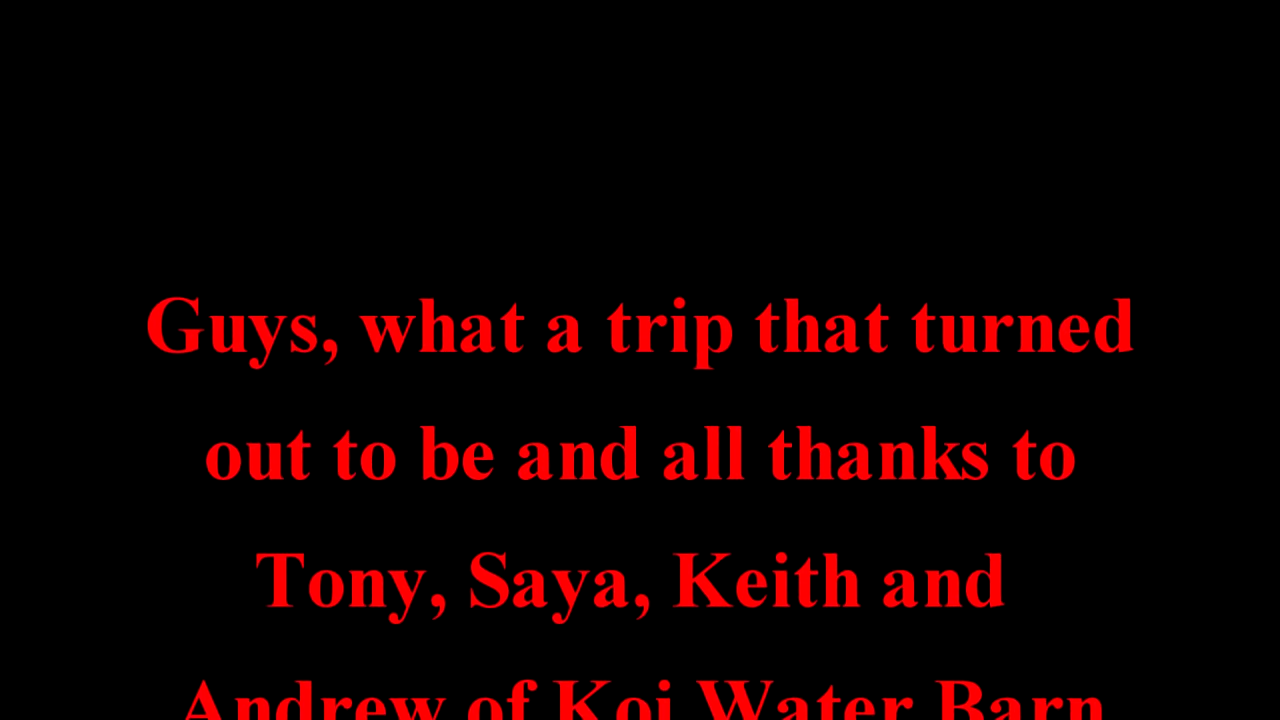 Guys, what a trip that turned
out to be and all thanks to
Tony, Saya, Keith and
Andrew of Koi Water Barn